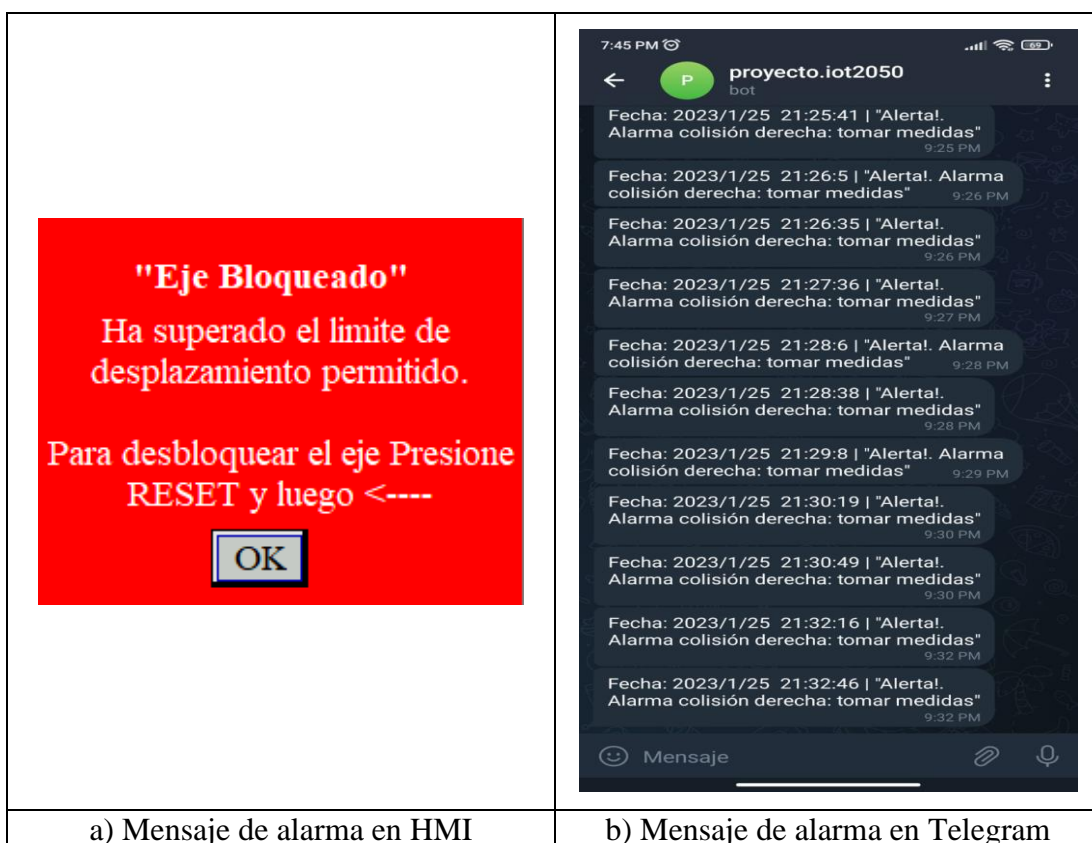 "Eje Bloqueado"
Ha superado el limite de
desplazamiento permitido.
Para desbloquear el eje Presione
RESET y luego <----
OK
a) Mensaje de alarma en HMI
7:45 PM
69
P
proyecto.iot2050
bot
Fecha: 2023/1/25 21:25:41 | "Alerta!.
Alarma colisión derecha: tomar medidas"
9:25 PM
Fecha: 2023/1/25 21:26:5 | "Alerta!. Alarma
colisión derecha: tomar medidas" 9:26 PM
Fecha: 2023/1/25 21:26:35 | "Alerta!.
Alarma colisión derecha: tomar medidas"
9:26 PM
Fecha: 2023/1/25 21:27:36 | "Alerta!.
Alarma colisión derecha: tomar medidas"
9:27 PM
Fecha: 2023/1/25 21:28:6 | "Alerta!. Alarma
colisión derecha: tomar medidas" 9:28 PM
Fecha: 2023/1/25 21:28:38 | "Alerta!.
Alarma colisión derecha: tomar medidas"
9:28 PM
Fecha: 2023/1/25 21:29:8 | "Alerta!. Alarma
colisión derecha: tomar medidas" 9:29 PM
Fecha: 2023/1/25 21:30:19 | "Alerta!.
Alarma colisión derecha: tomar medidas"
9:30 PM
Fecha: 2023/1/25 21:30:49 | "Alerta!.
Alarma colisión derecha: tomar medidas"
9:30 PM
Fecha: 2023/1/25 21:32:16 | "Alerta!.
Alarma colisión derecha: tomar medidas"
9:32 PM
Fecha: 2023/1/25 21:32:46 | "Alerta!.
Alarma colisión derecha: tomar medidas"
9:32 PM
Mensaje
b) Mensaje de alarma en Telegram